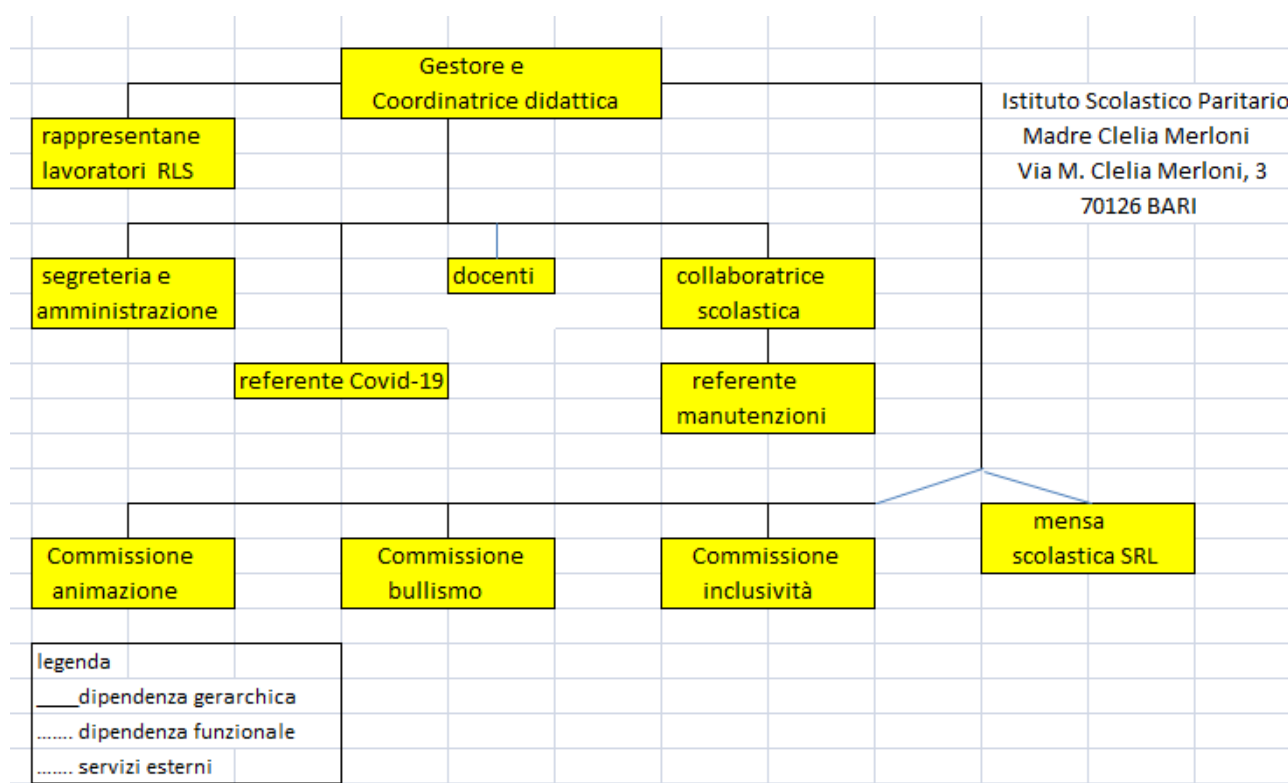 Gestore e
Coordinatrice didattica
Istituto Scolastico Paritario
Madre Clelia Merloni
Via M. Clelia Merloni, 3
70126 BARI
rappresentane
lavoratori RLS
segreteria e
amministrazione
docenti
collaboratrice
scolastica
referente Covid-19
referente
manutenzioni
mensa
scolastica SRL
Commissione
animazione
Commissione
bullismo
Commissione
inclusività
legenda
____dipendenza gerarchica
....... dipendenza funzionale
....... servizi esterni